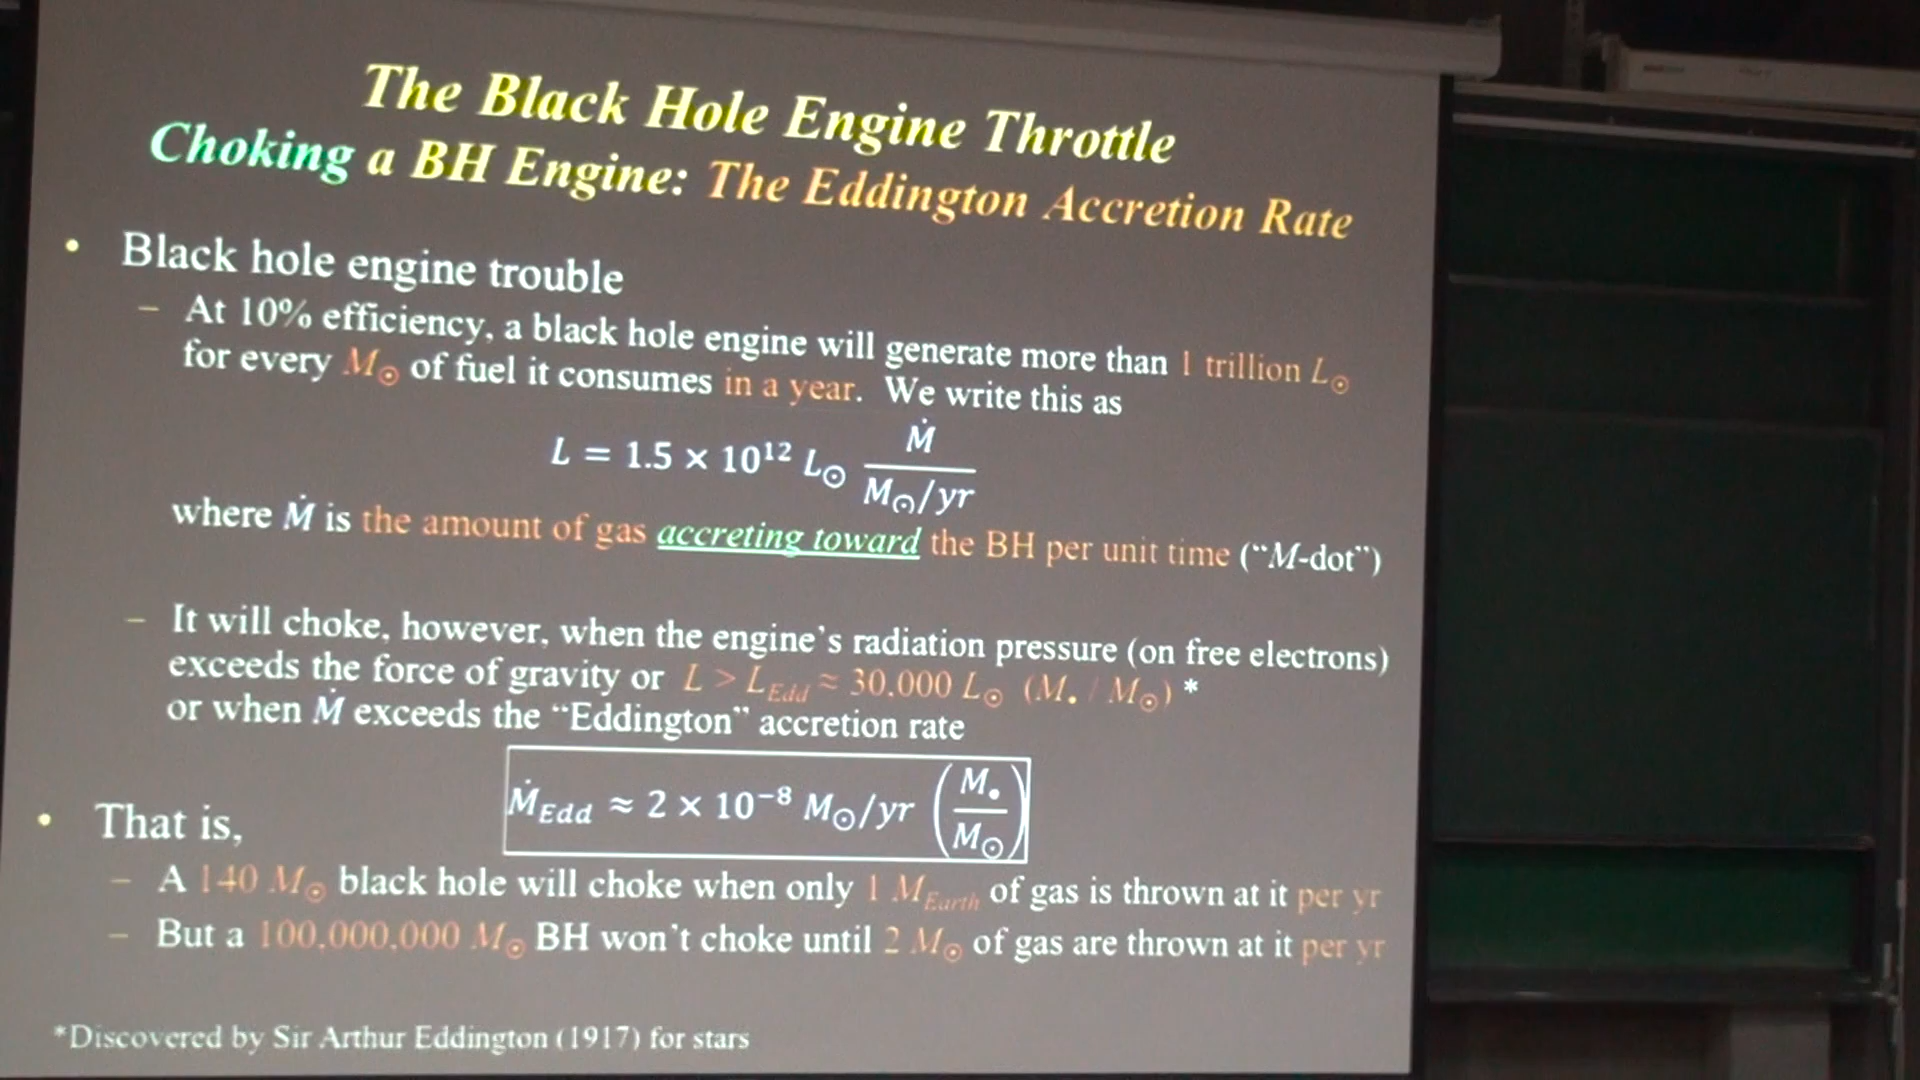 The Black Hole Engine Throttle
Choking a BH Engine: The Eddington Accretion Rate
• Black hole engine trouble
– At 10% efficiency, a black hole engine will generate more than 1 trillion L⊙
for every M⊙ of fuel it consumes in a year. We write this as
L = 1.5 × 10¹² L⊙ Ṁ / (M⊙/yr)
where Ṁ is the amount of gas accreting toward the BH per unit time (“M-dot”)
– It will choke, however, when the engine’s radiation pressure (on free electrons)
exceeds the force of gravity or L > L_Edd ≈ 30,000 L⊙ (M• / M⊙) *
or when Ṁ exceeds the “Eddington” accretion rate
Ṁ_Edd ≈ 2 × 10⁻⁸ M⊙/yr (M• / M⊙)
• That is,
– A 140 M⊙ black hole will choke when only 1 M_Earth of gas is thrown at it per yr
– But a 100,000,000 M⊙ BH won’t choke until 2 M⊙ of gas are thrown at it per yr
*Discovered by Sir Arthur Eddington (1917) for stars